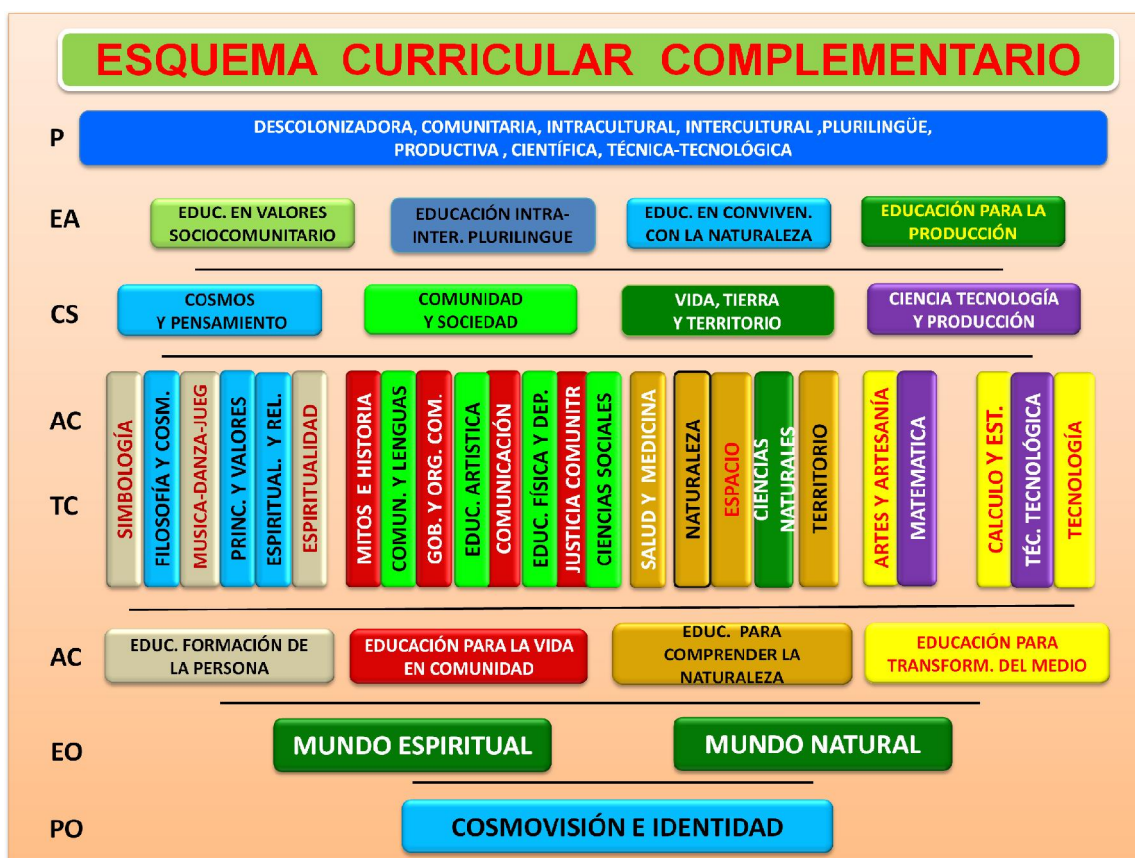 ESQUEMA CURRICULAR COMPLEMENTARIO
P
DESCOLONIZADORA, COMUNITARIA, INTRACULTURAL, INTERCULTURAL ,PLURILINGÜE,
PRODUCTIVA , CIENTÍFICA, TÉCNICA-TECNOLÓGICA
EA
EDUC. EN VALORES
SOCIOCOMUNITARIO
EDUCACIÓN INTRA-
INTER. PLURILINGUE
EDUC. EN CONVIVEN.
CON LA NATURALEZA
EDUCACIÓN PARA LA
PRODUCCIÓN
CS
COSMOS
Y PENSAMIENTO
COMUNIDAD
Y SOCIEDAD
VIDA, TIERRA
Y TERRITORIO
CIENCIA TECNOLOGÍA
Y PRODUCCIÓN
AC
TC
SIMBOLOGÍA
FILOSOFÍA Y COSM.
MUSICA-DANZA-JUEG
PRINC. Y VALORES
ESPIRITUAL. Y REL.
ESPIRITUALIDAD
MITOS E HISTORIA
COMUN. Y LENGUAS
GOB. Y ORG. COM.
EDUC. ARTISTICA
COMUNICACIÓN
EDUC. FÍSICA Y DEP.
JUSTICIA COMUNITR
CIENCIAS SOCIALES
SALUD Y MEDICINA
NATURALEZA
ESPACIO
CIENCIAS
NATURALES
TERRITORIO
ARTES Y ARTESANÍA
MATEMATICA
CALCULO Y EST.
TÉC. TECNOLÓGICA
TECNOLOGÍA
AC
EDUC. FORMACIÓN DE
LA PERSONA
EDUCACIÓN PARA LA VIDA
EN COMUNIDAD
EDUC. PARA
COMPRENDER LA
NATURALEZA
EDUCACIÓN PARA
TRANSFORM. DEL MEDIO
EO
MUNDO ESPIRITUAL
MUNDO NATURAL
PO
COSMOVISIÓN E IDENTIDAD